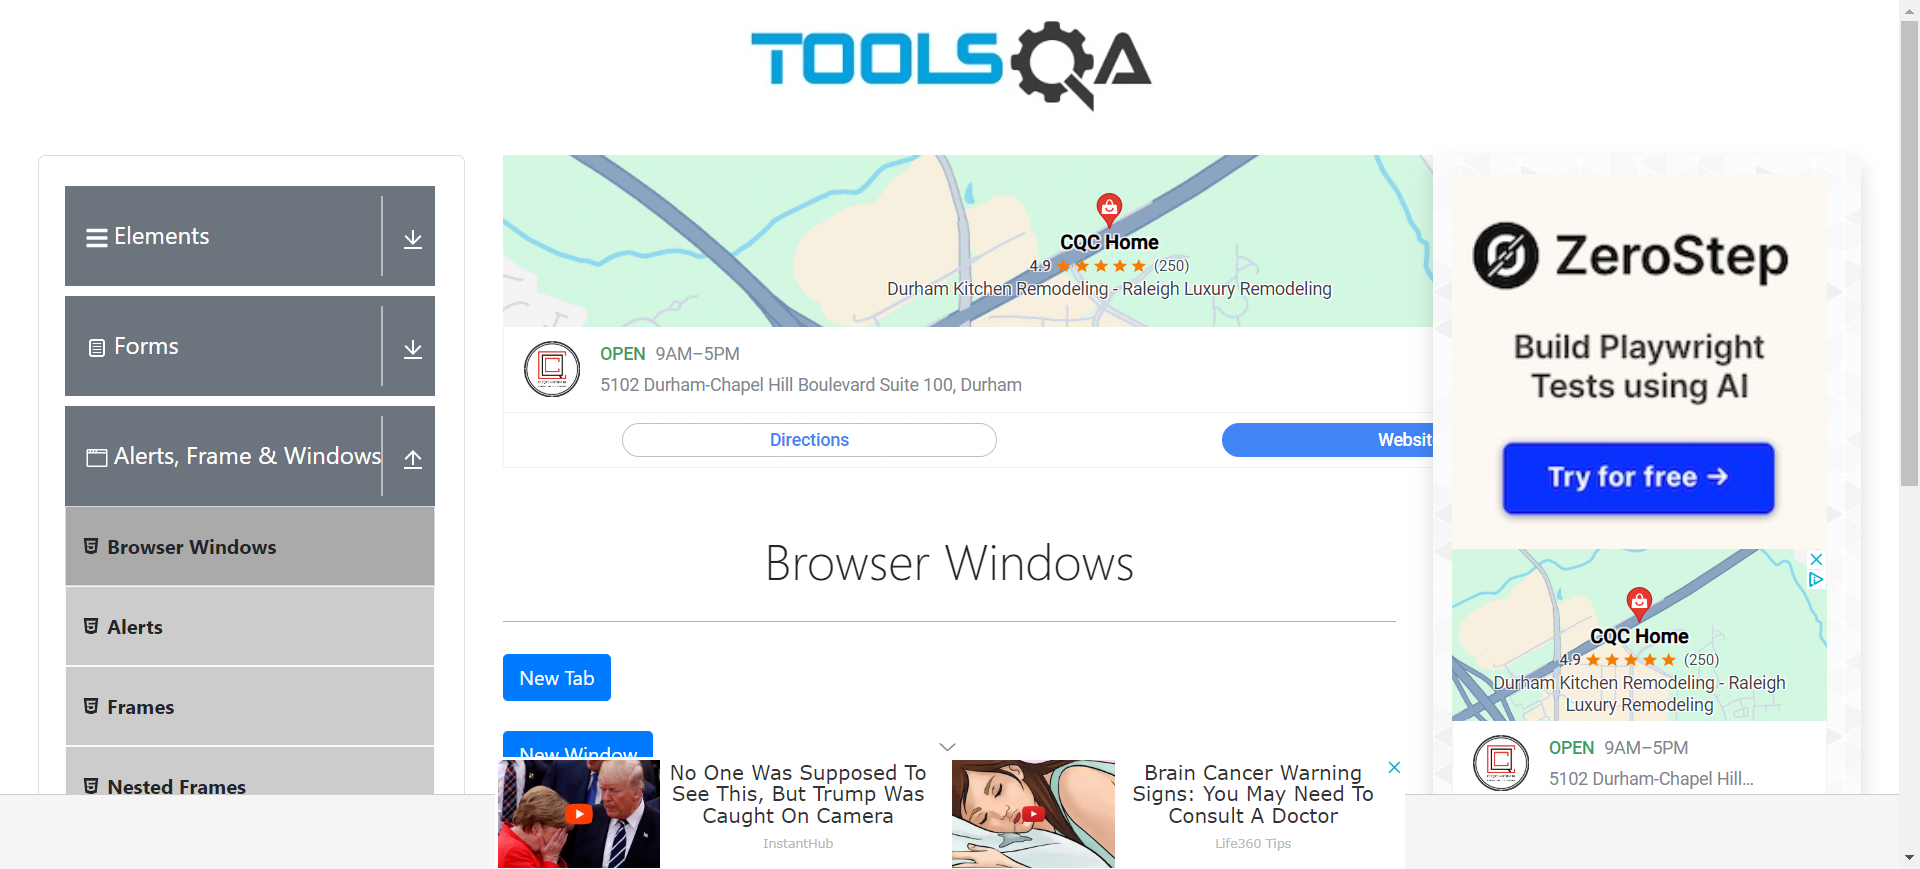 TOOLSQA
Elements
Forms
Alerts, Frame & Windows
Browser Windows
Alerts
Frames
Nested Frames
CQC Home
4.9 (250)
Durham Kitchen Remodeling - Raleigh Luxury Remodeling
OPEN 9AM–5PM
5102 Durham-Chapel Hill Boulevard Suite 100, Durham
Directions
Websit
Browser Windows
New Tab
New Window
ZeroStep
Build Playwright
Tests using AI
Try for free →
CQC Home
4.9 (250)
Durham Kitchen Remodeling - Raleigh
Luxury Remodeling
OPEN 9AM–5PM
5102 Durham-Chapel Hill...
No One Was Supposed To
See This, But Trump Was
Caught On Camera
InstantHub
Brain Cancer Warning
Signs: You May Need To
Consult A Doctor
Life360 Tips